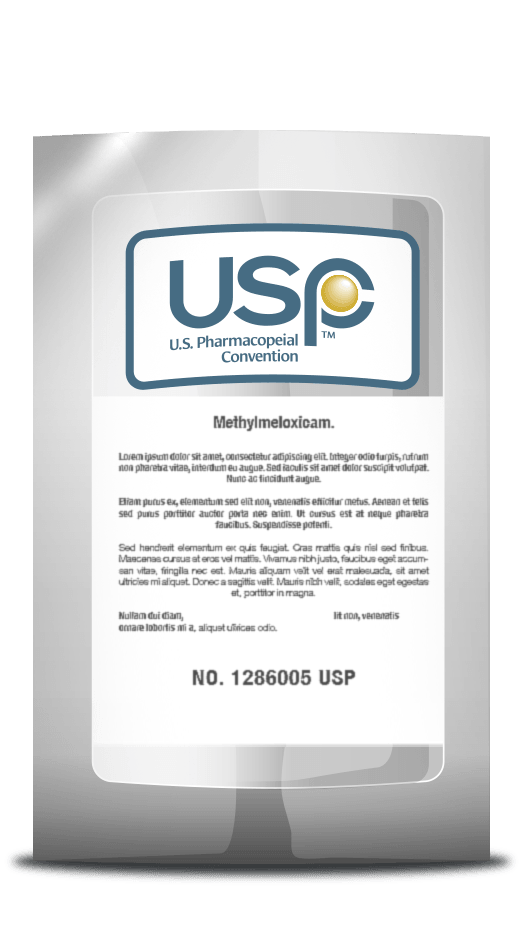 USP
TM
U.S. Pharmacopeial
Convention
Methylmeloxicam.
Lorem ipsum dolor sit amet, consectetur adipiscing elit. Integer odio turpis, rutrum
non pharetra vitae, interdum eu augue. Sed iaculis sit amet dolor suscipit volutpat.
Nunc ac tincidunt augue.
Etiam purus ex, elementum sed elit non, venenatis efficitur metus. Aenean et felis
sed purus porttitor auctor porta nec enim. Ut cursus est at neque pharetra
faucibus. Suspendisse potenti.
Sed hendrerit elementum ex quis feugiat. Cras mattis quis nisl sed finibus.
Maecenas cursus et eros vel mattis. Vivamus nibh justo, faucibus eget accum-
san vitae, fringilla nec est. Mauris aliquam velit vel erat malesuada, sit amet
ultricies mi aliquet. Donec a sagittis velit. Mauris nibh velit, sodales eget egestas
et, porttitor in magna.
Nullam dui diam, lit non, venenatis
ornare lobortis mi a, aliquet ultrices odio.
NO. 1286005 USP